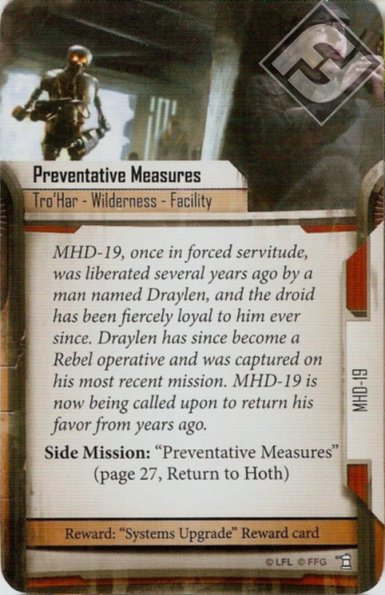 Preventative Measures
Tro'Har - Wilderness - Facility
MHD-19, once in forced servitude,
was liberated several years ago by a
man named Draylen, and the droid
has been fiercely loyal to him ever
since. Draylen has since become a
Rebel operative and was captured on
his most recent mission. MHD-19 is
now being called upon to return his
favor from years ago.
Side Mission: “Preventative Measures”
(page 27, Return to Hoth)
MHD-19
Reward: “Systems Upgrade” Reward card
© LFL © FFG